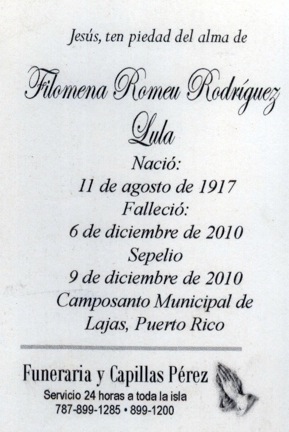 Jesús, ten piedad del alma de
Filomena Romeu Rodríguez
Lula
Nació:
11 de agosto de 1917
Falleció:
6 de diciembre de 2010
Sepelio
9 de diciembre de 2010
Camposanto Municipal de
Lajas, Puerto Rico
Funeraria y Capillas Pérez
Servicio 24 horas a toda la isla
787-899-1285 • 899-1200